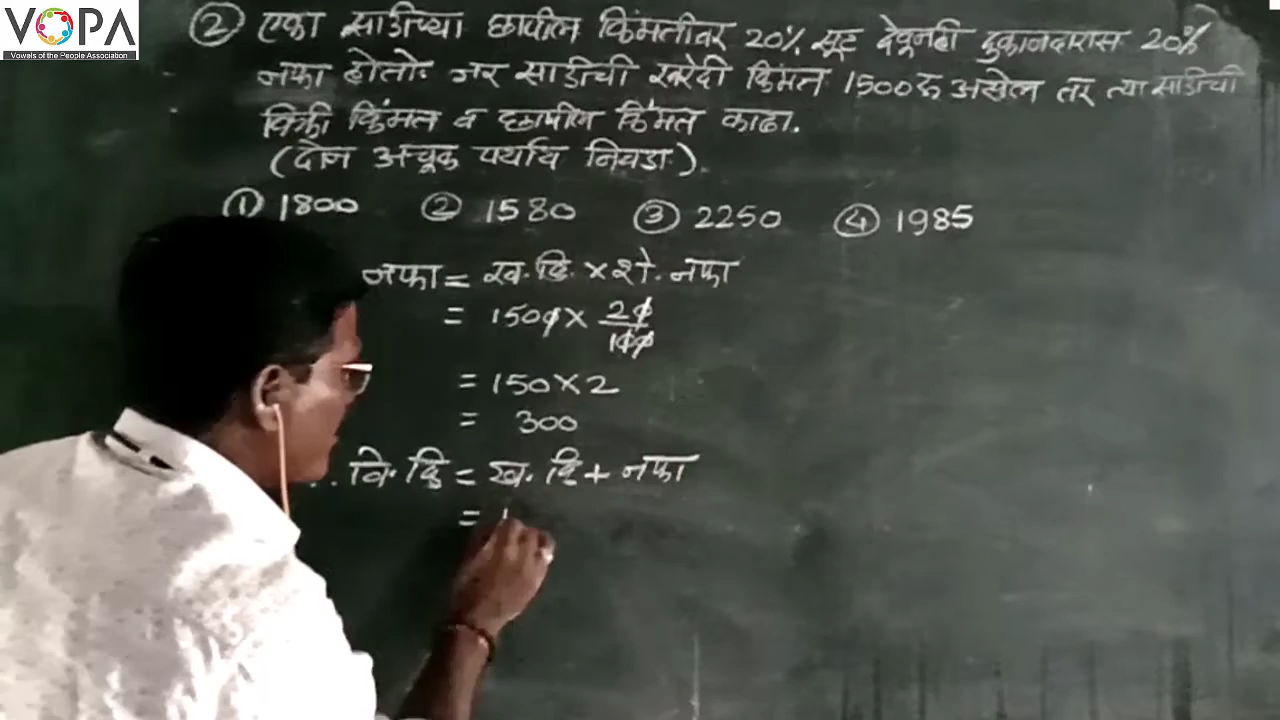 VOPA
Vowels of the People Association
② एका साडीच्या छापील किंमतीवर 20% सूट देवूनही दुकानदारास 20%
नफा होतो. जर साडीची खरेदी किंमत 1500रु असेल तर त्या साडीची
विक्री किंमत व छापील किंमत काढा.
(दोन अचूक पर्याय निवडा).
① 1800 ② 1580 ③ 2250 ④ 1985
नफा = ख. किं. × शे. नफा
= 1500 × 20/100
= 150 × 2
= 300
∴ वि. किं = ख. किं + नफा
= 1